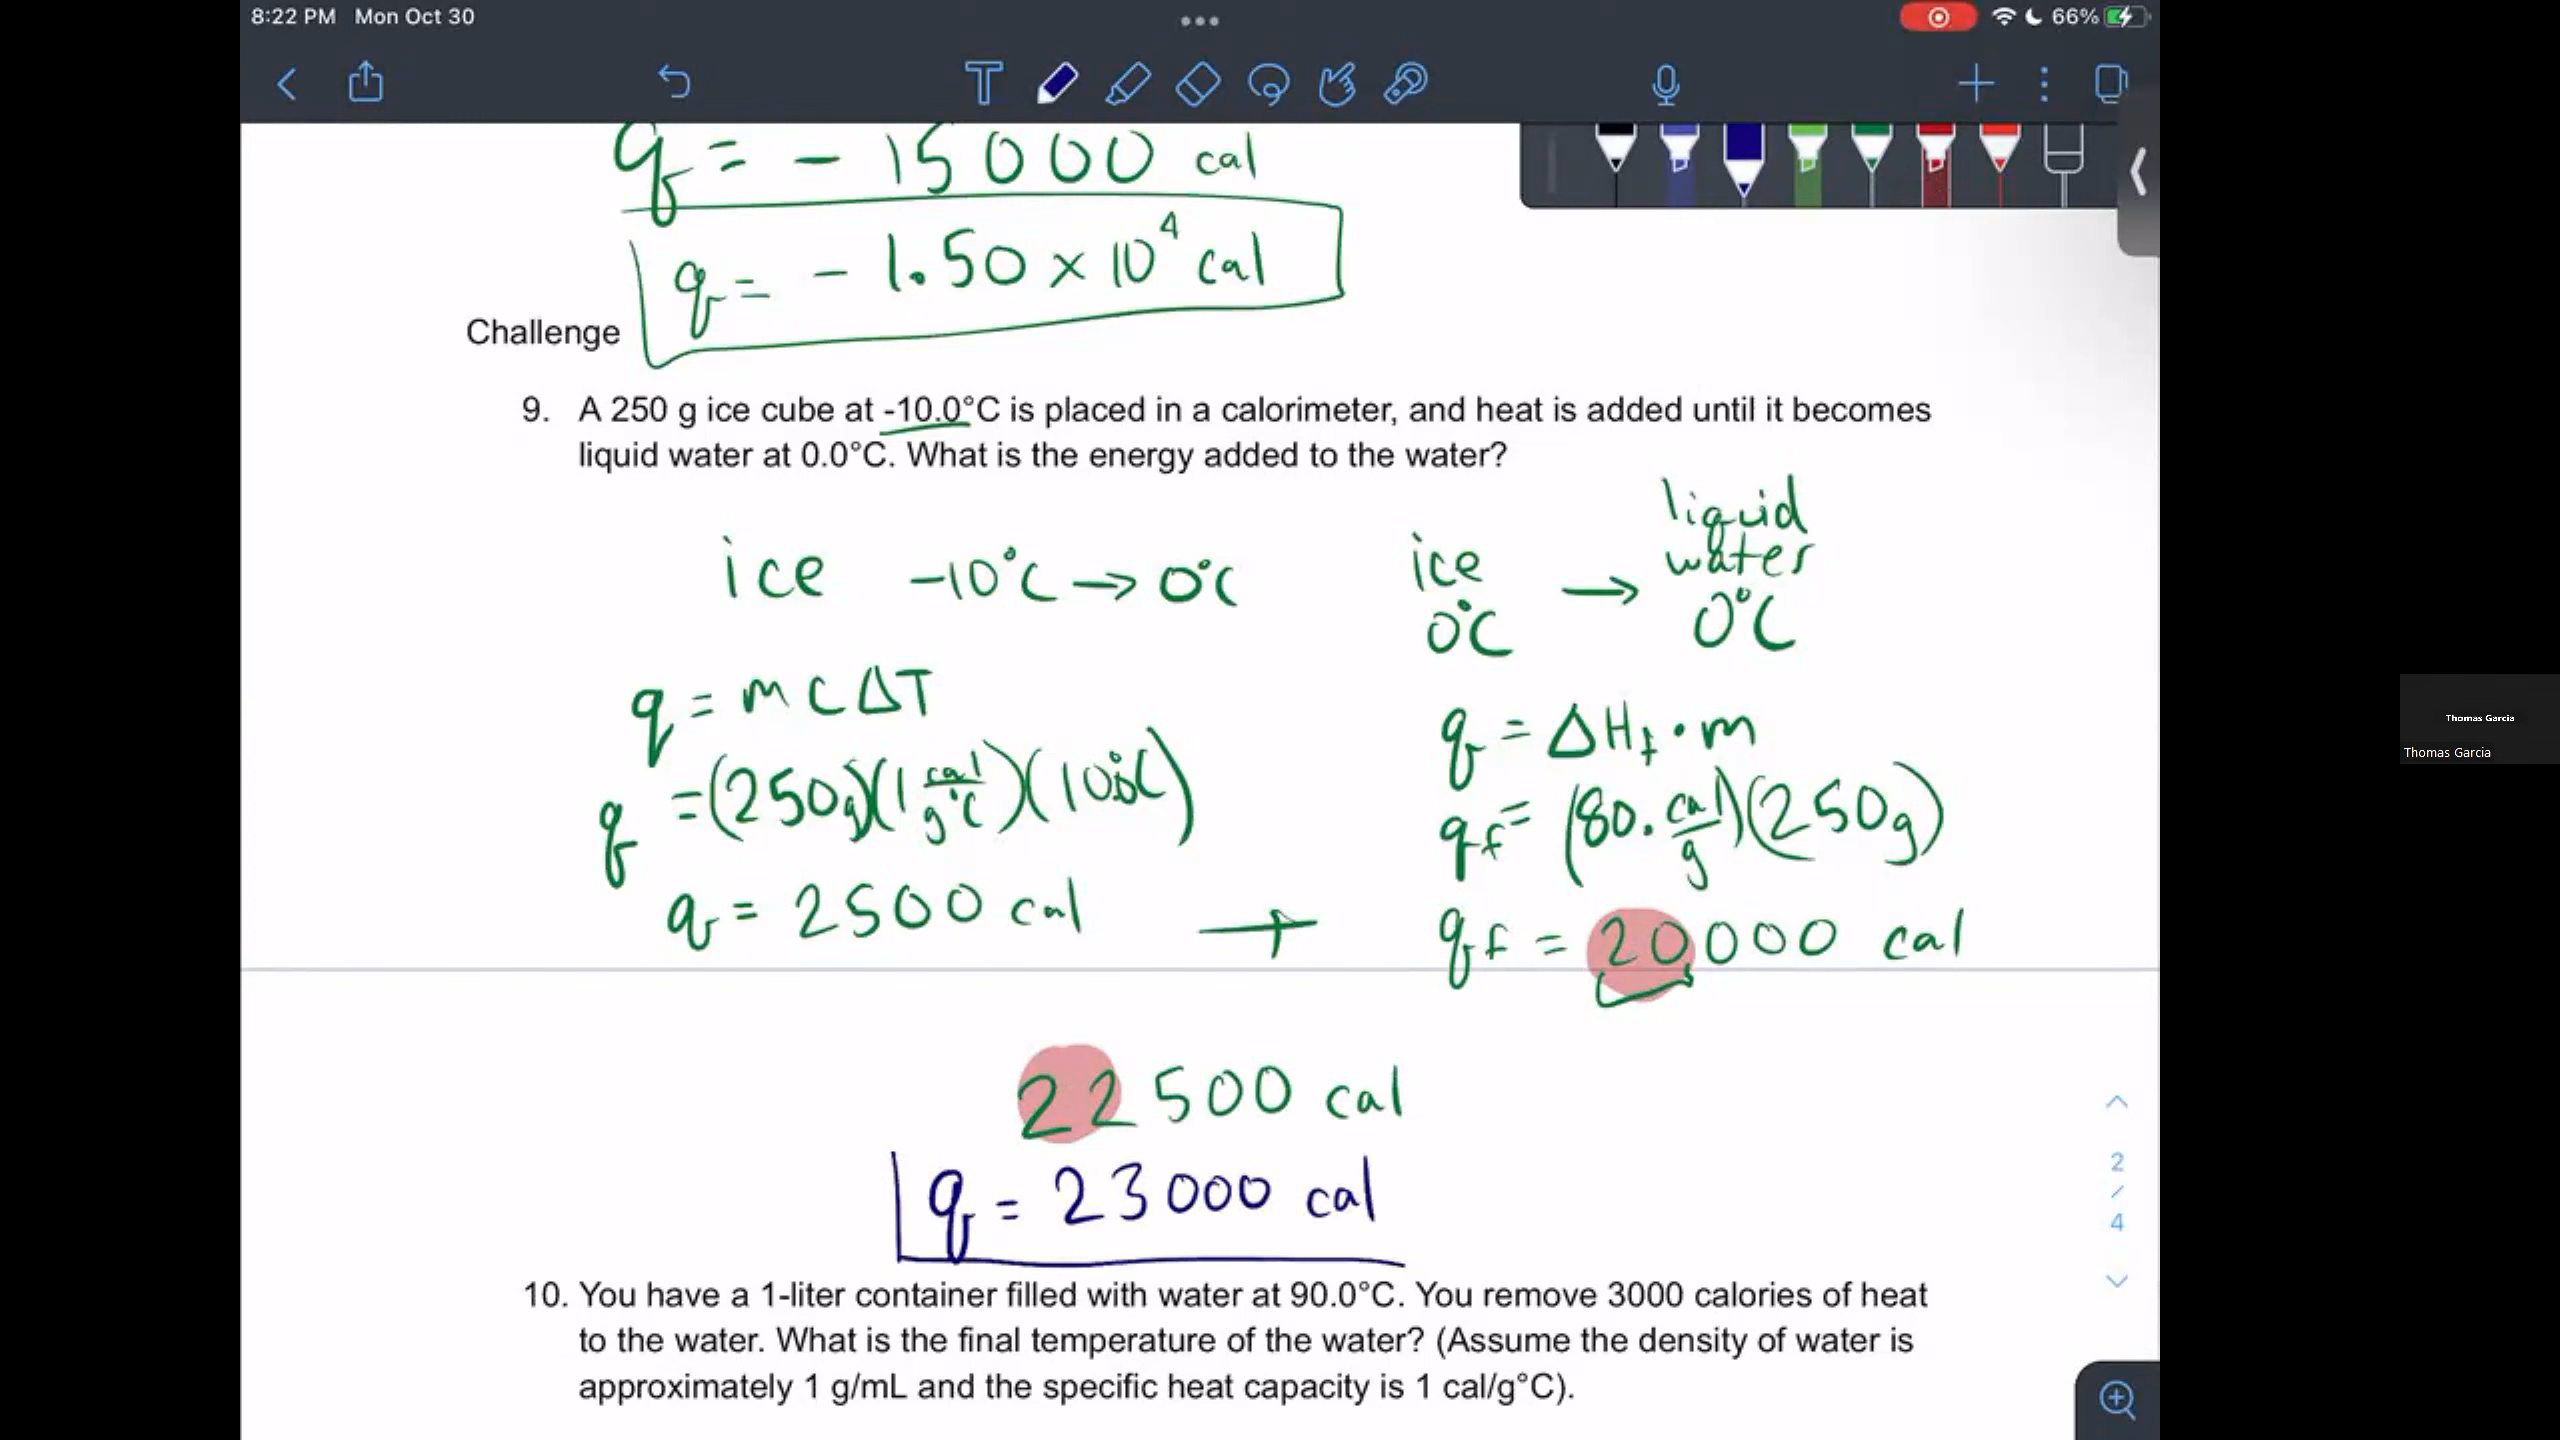 8:22 PM Mon Oct 30
66%
q = - 15000 cal
q = - 1.50 × 10⁴ cal
Challenge
9. A 250 g ice cube at -10.0°C is placed in a calorimeter, and heat is added until it becomes
liquid water at 0.0°C. What is the energy added to the water?
ice -10°C → 0°C
ice 0°C → liquid water 0°C
q = mCΔT
q = (250g)(1 cal/g°C)(10.0°C)
q = 2500 cal
+
q = ΔHf · m
qf = (80. cal/g)(250g)
qf = 20,000 cal
22500 cal
q = 23000 cal
10. You have a 1-liter container filled with water at 90.0°C. You remove 3000 calories of heat
to the water. What is the final temperature of the water? (Assume the density of water is
approximately 1 g/mL and the specific heat capacity is 1 cal/g°C).
2
/
4
Thomas Garcia
Thomas Garcia